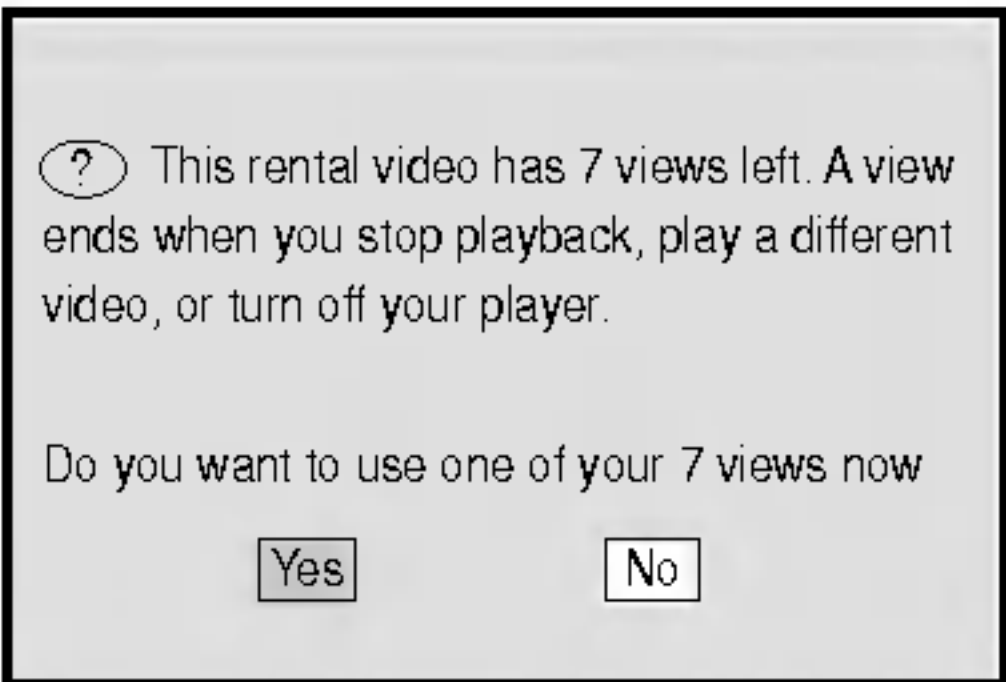 ? This rental video has 7 views left. A view
ends when you stop playback, play a different
video, or turn off your player.
Do you want to use one of your 7 views now
Yes No